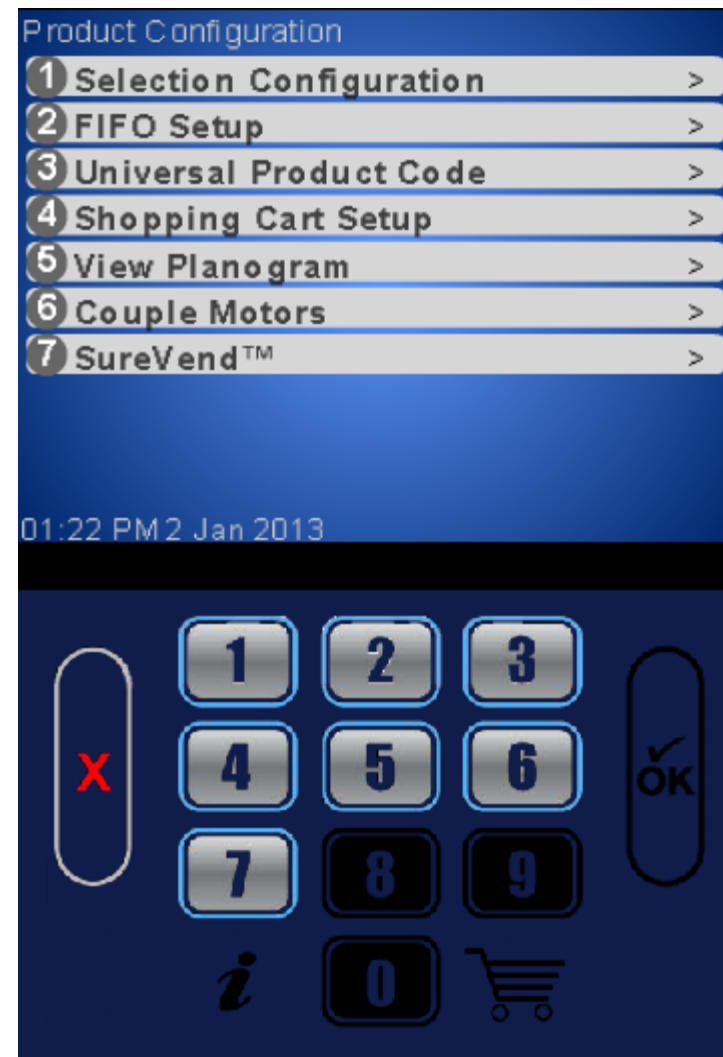 Product Configuration
1 Selection Configuration >
2 FIFO Setup >
3 Universal Product Code >
4 Shopping Cart Setup >
5 View Planogram >
6 Couple Motors >
7 SureVend™ >
01:22 PM 2 Jan 2013
1 2 3
X 4 5 6 OK
7 8 9
i 0